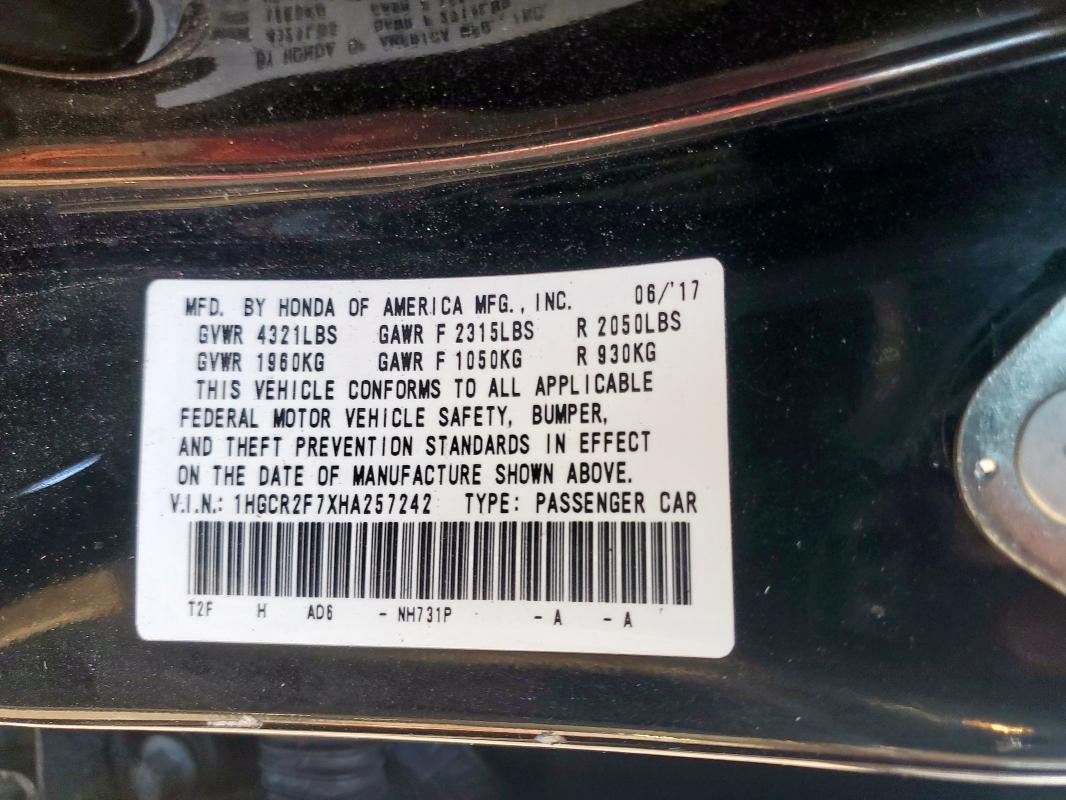 MFD. BY HONDA OF AMERICA MFG., INC. 06/'17
GVWR 4321LBS GAWR F 2315LBS R 2050LBS
GVWR 1960KG GAWR F 1050KG R 930KG
THIS VEHICLE CONFORMS TO ALL APPLICABLE
FEDERAL MOTOR VEHICLE SAFETY, BUMPER,
AND THEFT PREVENTION STANDARDS IN EFFECT
ON THE DATE OF MANUFACTURE SHOWN ABOVE.
V.I.N.: 1HGCR2F7XHA257242 TYPE: PASSENGER CAR
T2F H AD6 - NH731P - A - A